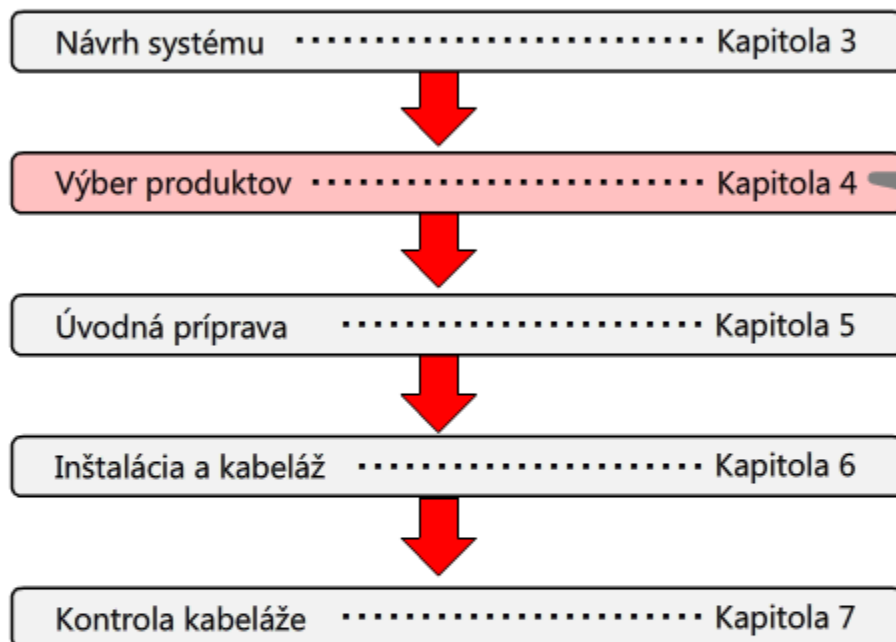 Návrh systému ··························· Kapitola 3
Výber produktov ·························· Kapitola 4
Úvodná príprava ························ Kapitola 5
Inštalácia a kabeláž ······················· Kapitola 6
Kontrola kabeláže ························ Kapitola 7